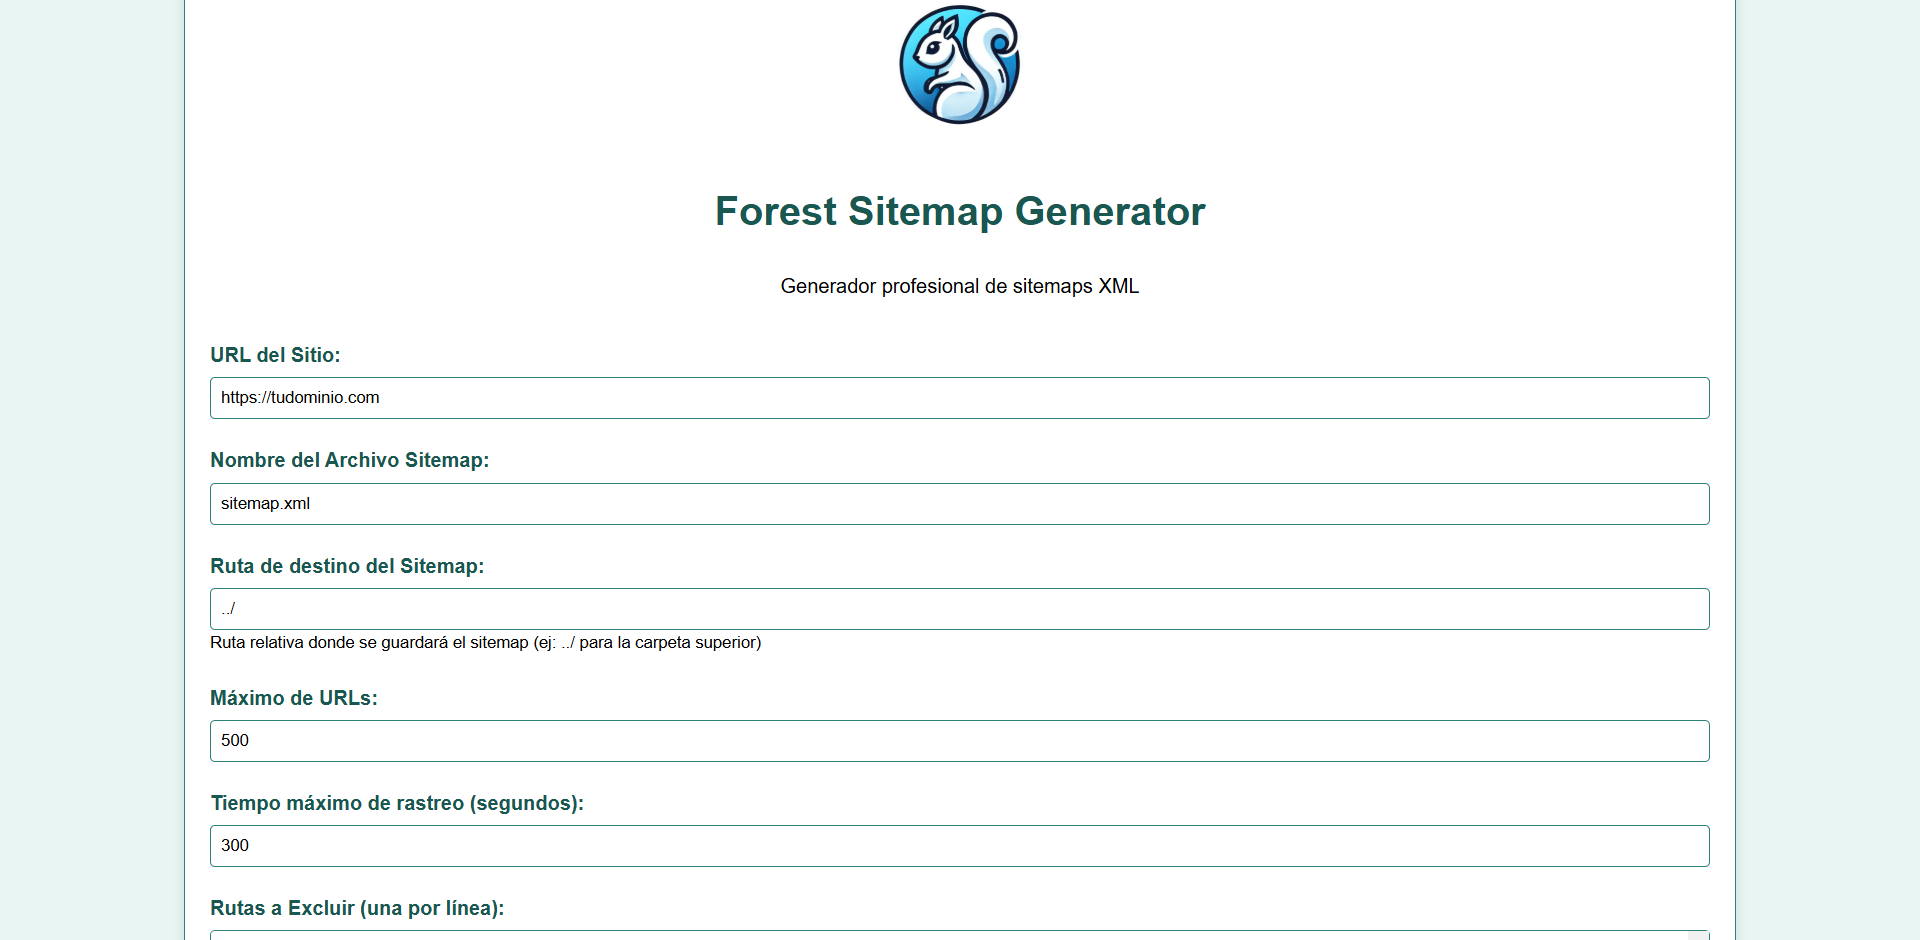 Forest Sitemap Generator
Generador profesional de sitemaps XML
URL del Sitio:
https://tudominio.com
Nombre del Archivo Sitemap:
sitemap.xml
Ruta de destino del Sitemap:
../
Ruta relativa donde se guardará el sitemap (ej: ../ para la carpeta superior)
Máximo de URLs:
500
Tiempo máximo de rastreo (segundos):
300
Rutas a Excluir (una por línea):